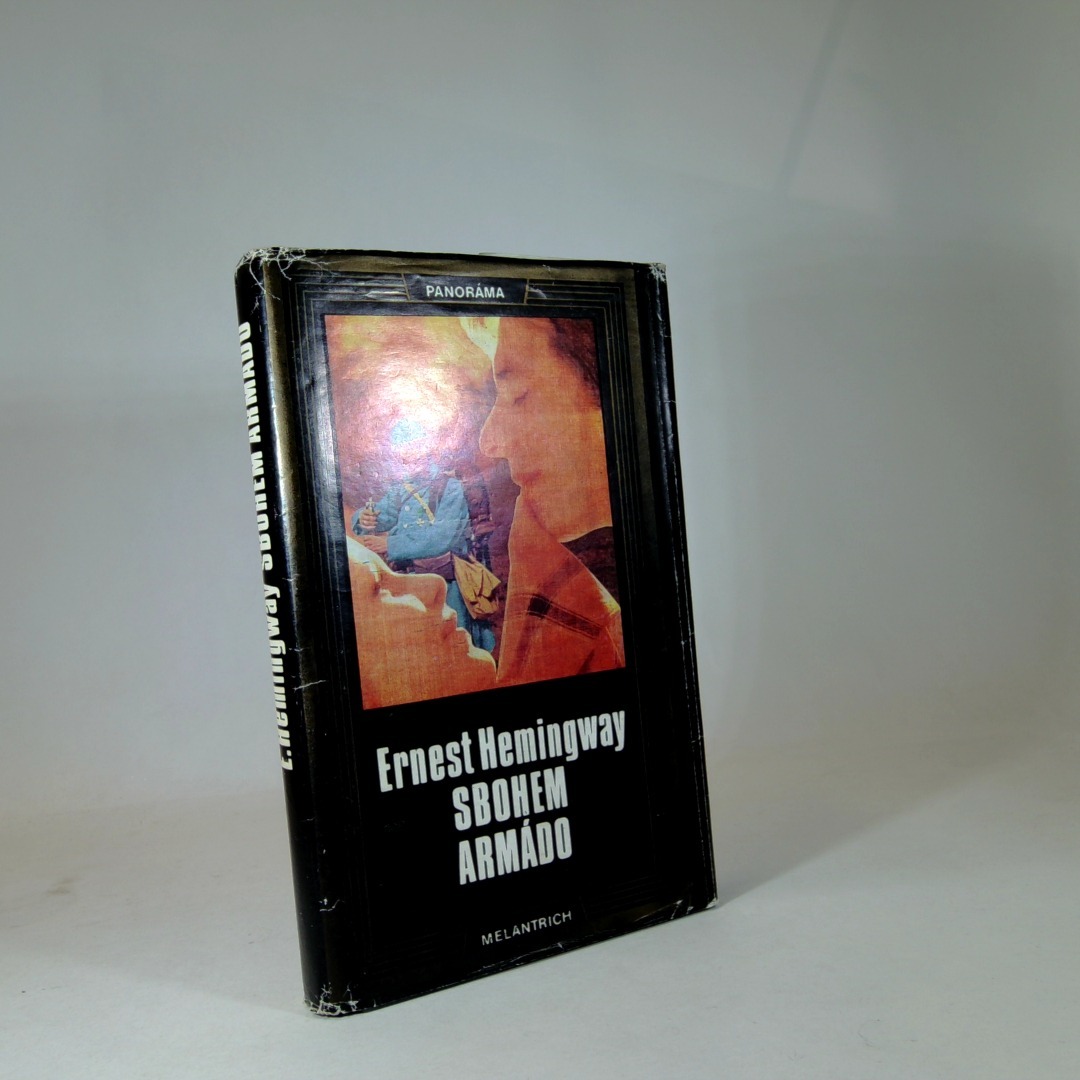 PANORÁMA
Ernest Hemingway
SBOHEM
ARMÁDO
MELANTRICH
E. Hemingway SBOHEM ARMÁDO